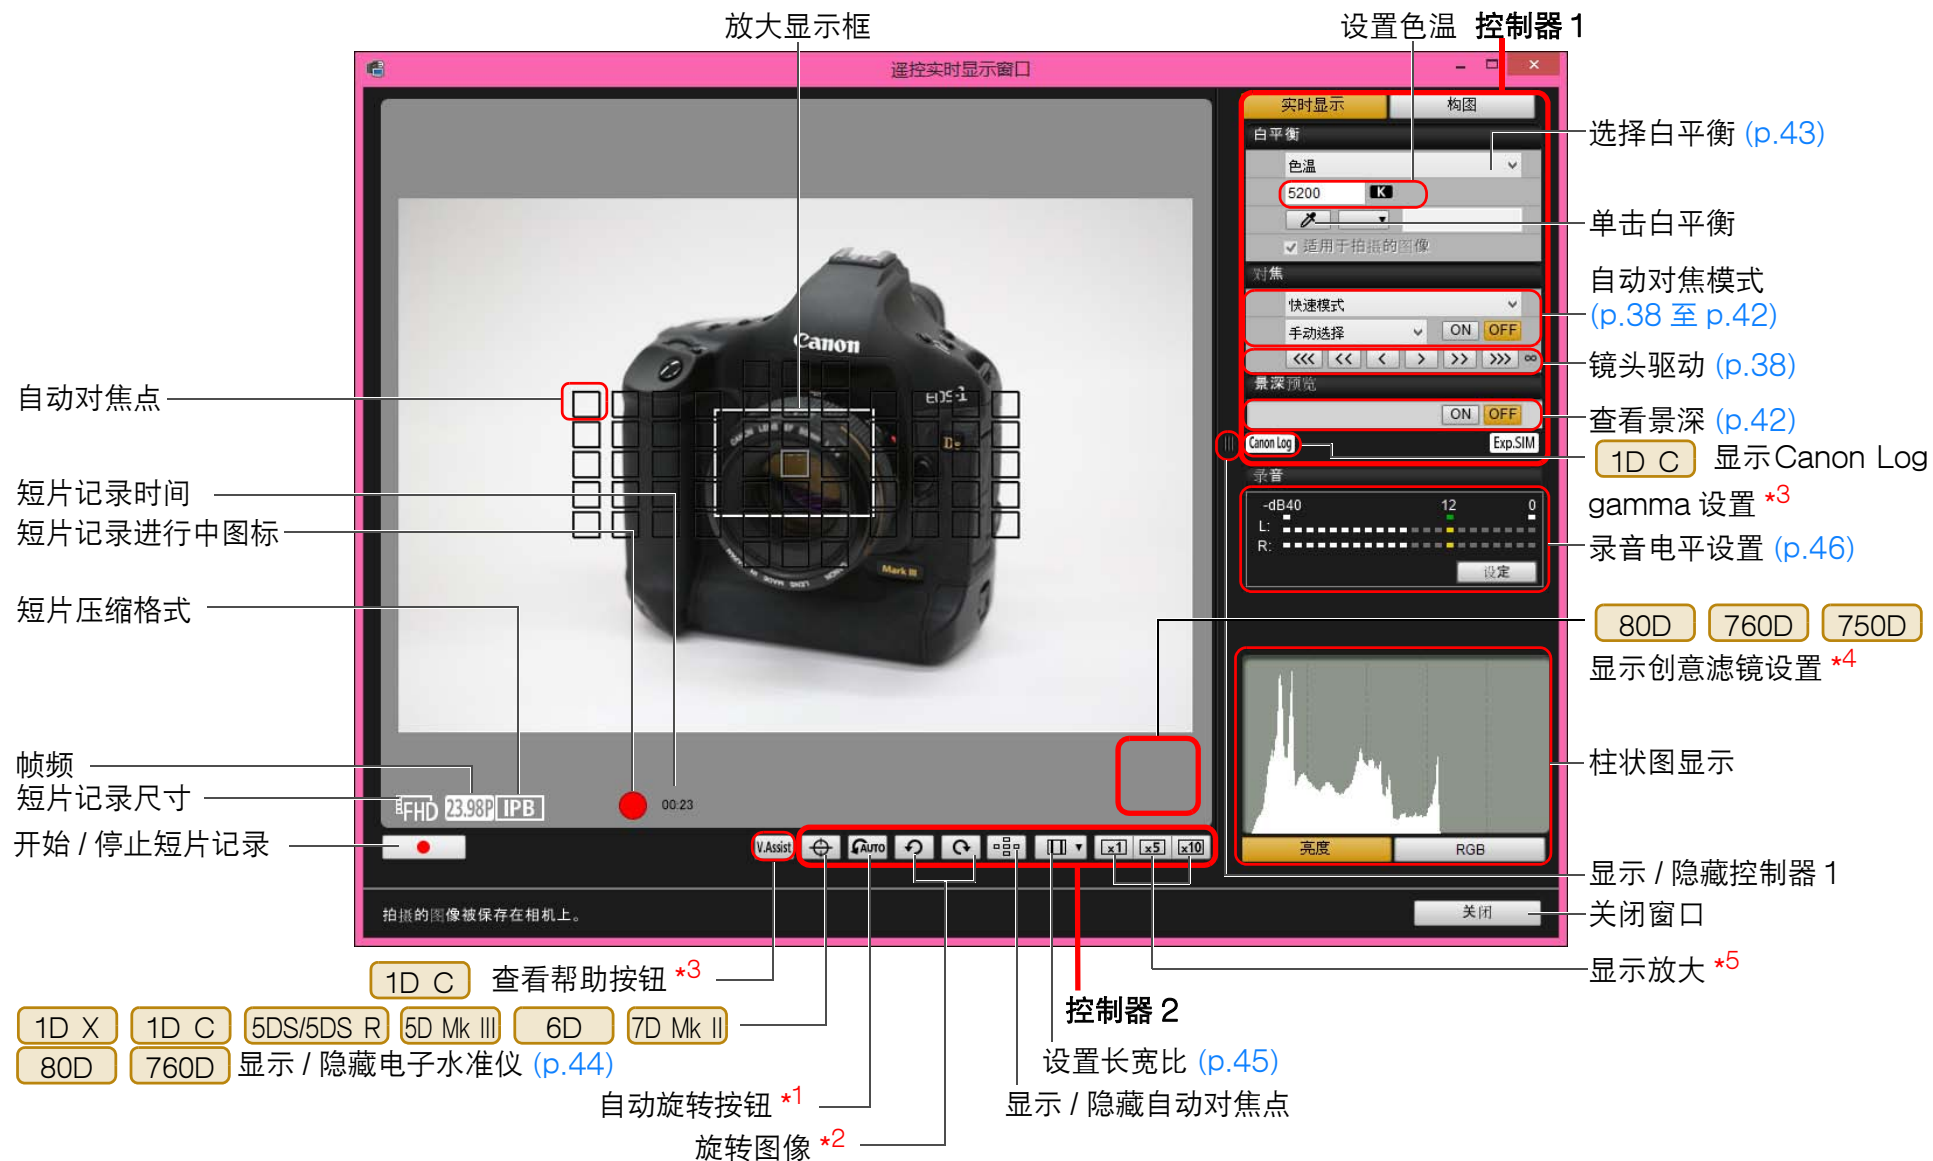 放大显示框
设置色温 控制器 1
遥控实时显示窗口
实时显示 构图
白平衡
色温
5200 K
适用于拍摄的图像
对焦
快速模式
手动选择 ON OFF
<<< << < > >> >>> ∞
景深预览
ON OFF
Canon Log Exp.SIM
录音
-dB40 12 0
L:
R:
设定
亮度 RGB
关闭
选择白平衡 (p.43)
单击白平衡
自动对焦模式
(p.38 至 p.42)
镜头驱动 (p.38)
查看景深 (p.42)
1D C 显示Canon Log
gamma 设置 *3
录音电平设置 (p.46)
80D 760D 750D
显示创意滤镜设置 *4
柱状图显示
显示 / 隐藏控制器 1
关闭窗口
显示放大 *5
自动对焦点
短片记录时间
短片记录进行中图标
短片压缩格式
帧频
短片记录尺寸
开始 / 停止短片记录
Canon
EOS-1
Ds
Mark III
FHD 23.98P IPB
00:23
V.Assist AUTO x1 x5 x10
拍摄的图像被保存在相机上。
1D C 查看帮助按钮 *3
1D X 1D C 5DS/5DS R 5D Mk III 6D 7D Mk II
80D 760D 显示 / 隐藏电子水准仪 (p.44)
自动旋转按钮 *1
旋转图像 *2
控制器 2
设置长宽比 (p.45)
显示 / 隐藏自动对焦点